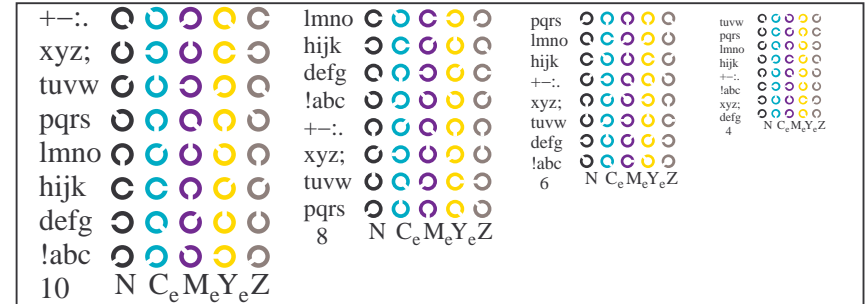 +−:.
xyz;
tuvw
pqrs
lmno
hijk
defg
!abc
10 N CeMeYeZ
lmno
hijk
defg
!abc
+−:.
xyz;
tuvw
pqrs
8 N CeMeYeZ
pqrs
lmno
hijk
+−:.
xyz;
tuvw
defg
!abc
6 N CeMeYeZ
tuvw
pqrs
lmno
hijk
+−:.
!abc
xyz;
defg
4 N CeMeYeZ